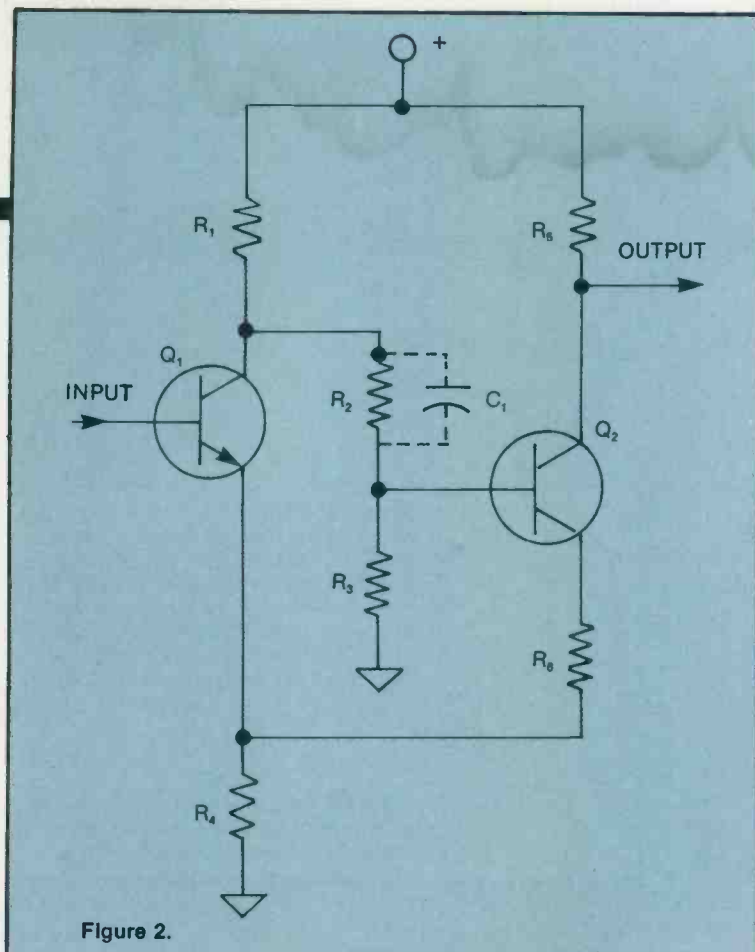 +
R₁
R₅
OUTPUT
Q₁
INPUT
R₂
C₁
Q₂
R₃
R₆
R₄
Figure 2.